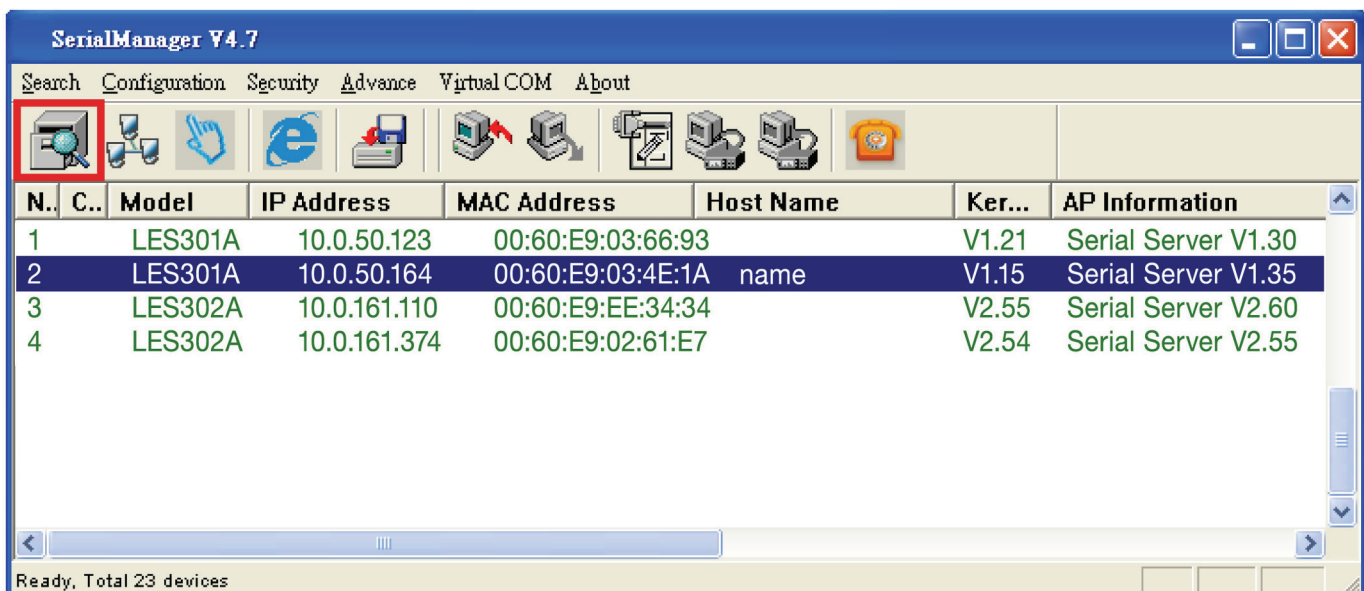 SerialManager V4.7
Search Configuration Security Advance Virtual COM About
N.. C.. Model IP Address MAC Address Host Name Ker... AP Information
1 LES301A 10.0.50.123 00:60:E9:03:66:93 V1.21 Serial Server V1.30
2 LES301A 10.0.50.164 00:60:E9:03:4E:1A name V1.15 Serial Server V1.35
3 LES302A 10.0.161.110 00:60:E9:EE:34:34 V2.55 Serial Server V2.60
4 LES302A 10.0.161.374 00:60:E9:02:61:E7 V2.54 Serial Server V2.55
Ready, Total 23 devices